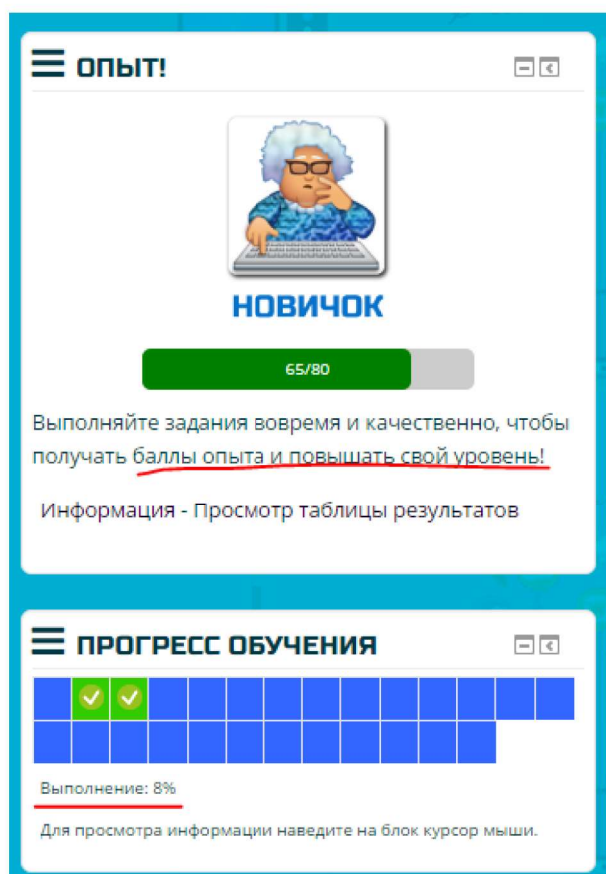 ОПЫТ!
НОВИЧОК
65/80
Выполняйте задания вовремя и качественно, чтобы
получать баллы опыта и повышать свой уровень!
Информация - Просмотр таблицы результатов
ПРОГРЕСС ОБУЧЕНИЯ
Выполнение: 8%
Для просмотра информации наведите на блок курсор мыши.